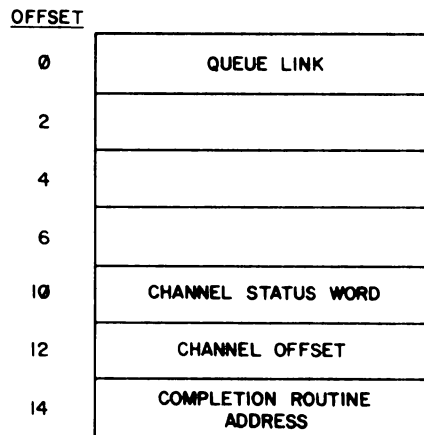 OFFSET
0 QUEUE LINK
2
4
6
10 CHANNEL STATUS WORD
12 CHANNEL OFFSET
14 COMPLETION ROUTINE
ADDRESS